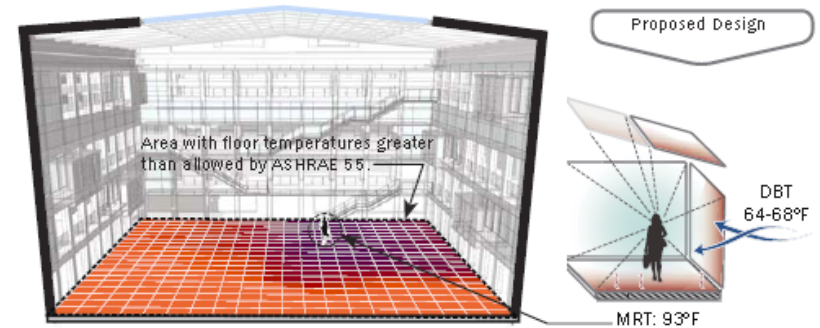 Proposed Design
Area with floor temperatures greater
than allowed by ASHRAE 55.
DBT
64-68°F
MRT: 93°F